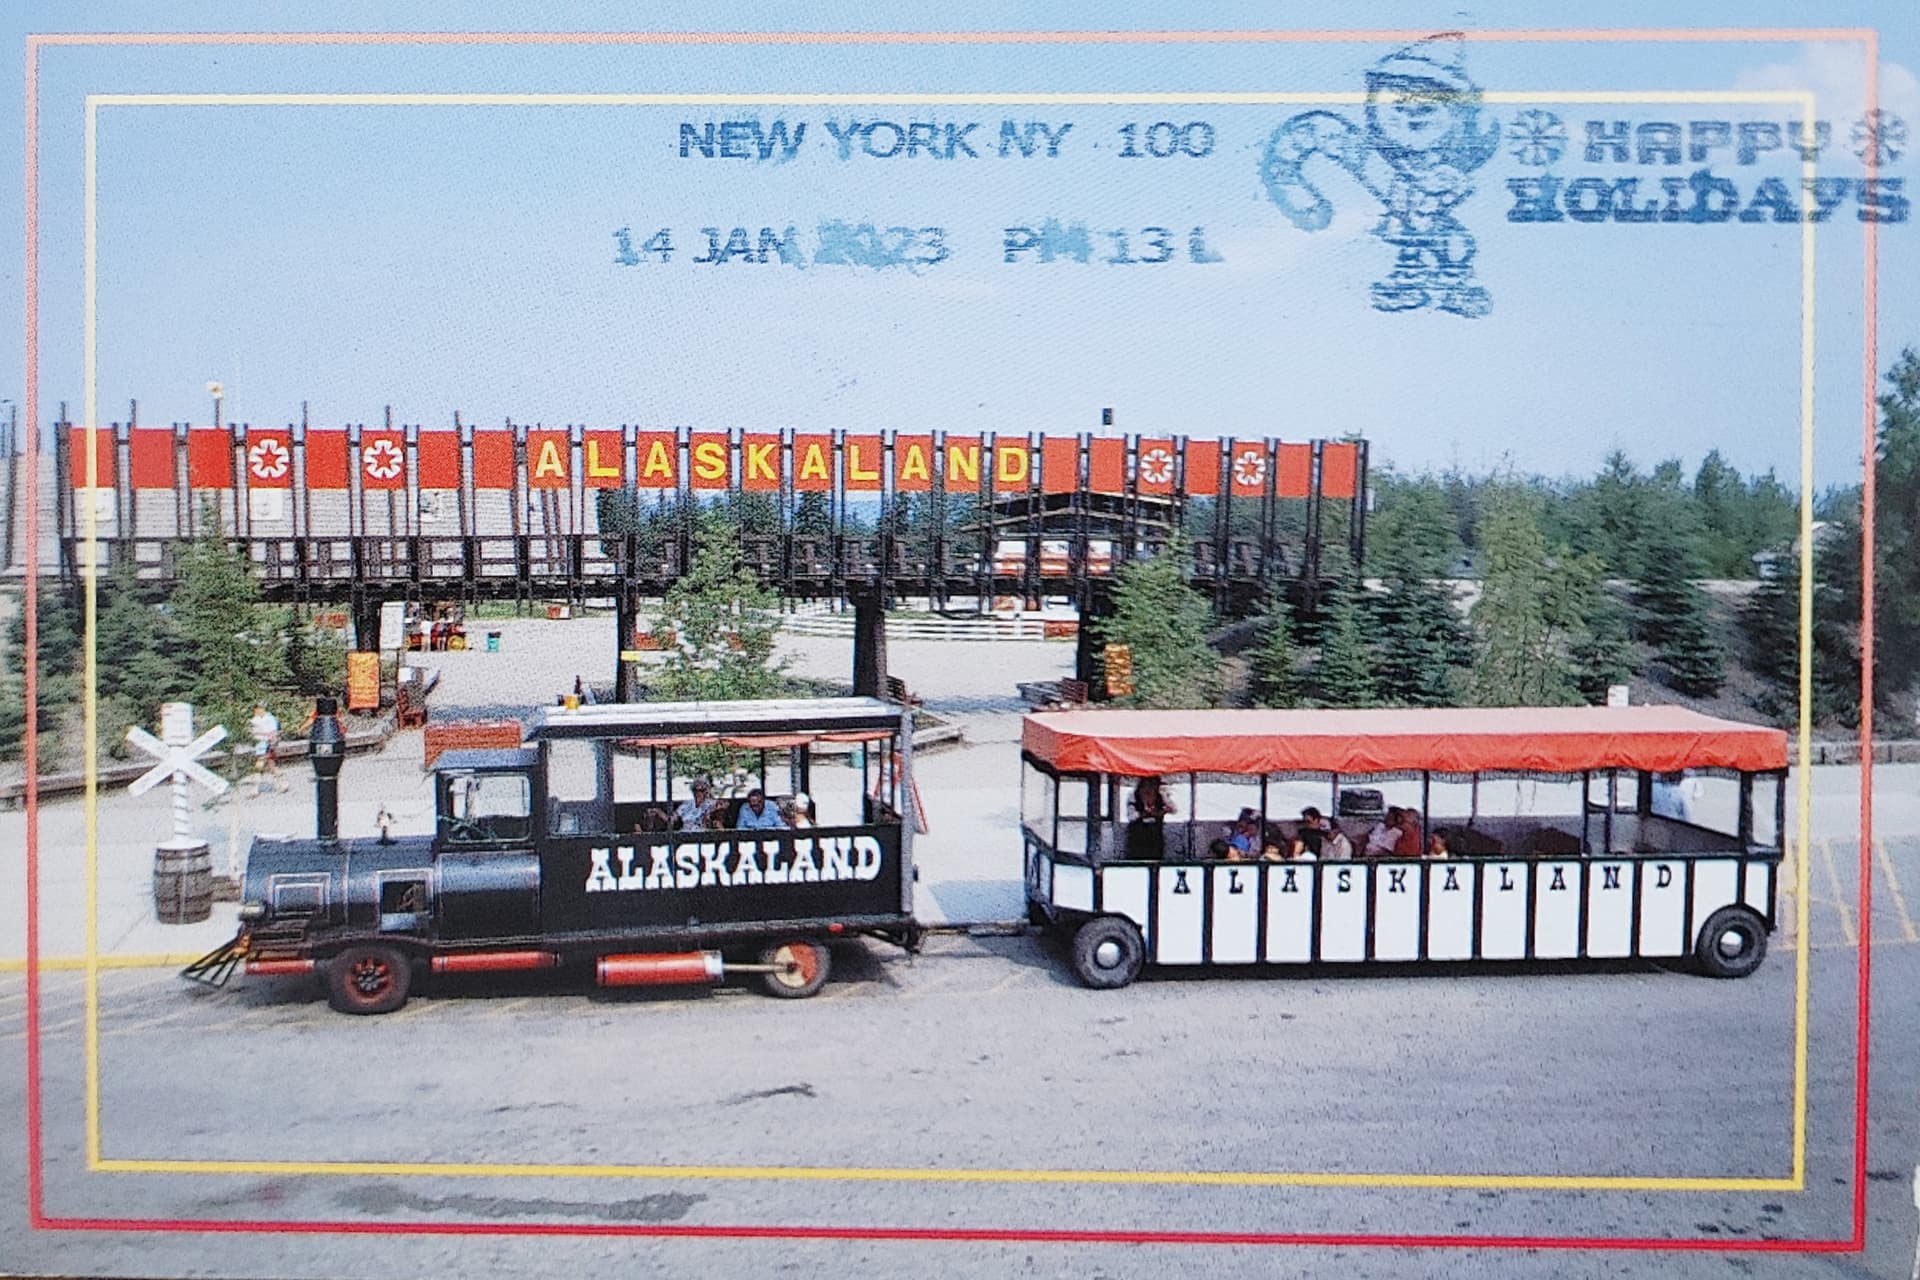 NEW YORK NY 100
HAPPY
HOLIDAYS
14 JAN 2023 PM 13 L
ALASKALAND
ALASKALAND
ALASKALAND